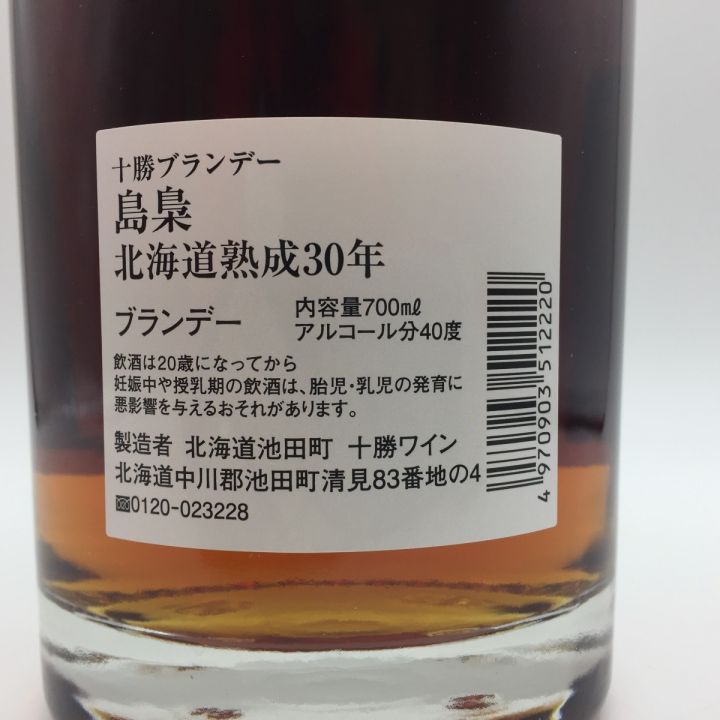 十勝ブランデー
島梟
北海道熟成30年
ブランデー
内容量700㎖
アルコール分40度
飲酒は20歳になってから
妊娠中や授乳期の飲酒は、胎児・乳児の発育に
悪影響を与えるおそれがあります。
製造者 北海道池田町 十勝ワイン
北海道中川郡池田町清見83番地の4
0120-023228
4970903512220